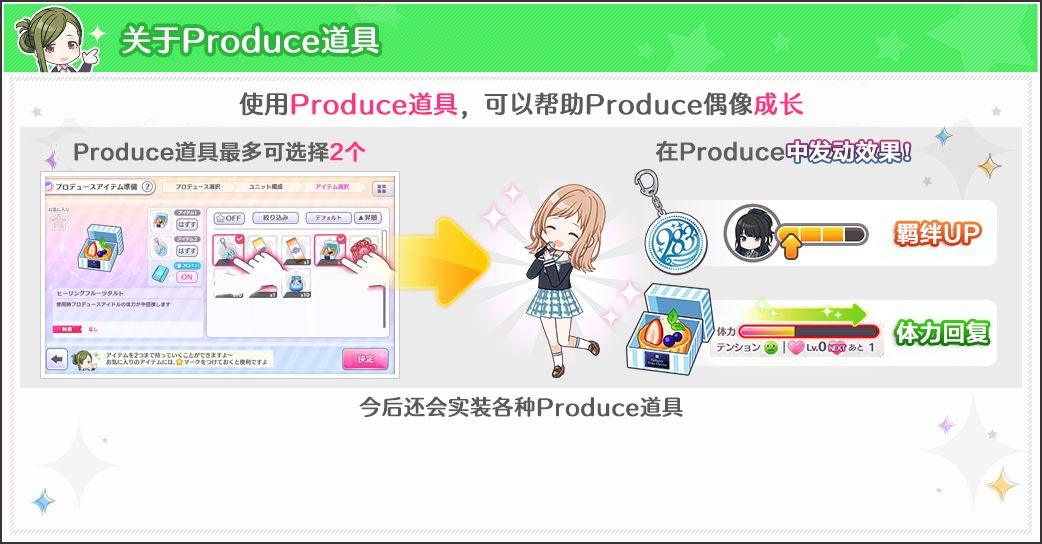 关于Produce道具
使用Produce道具，可以帮助Produce偶像成长
Produce道具最多可选择2个
プロデュースアイテム準備 ?
プロデュース選択
ユニット編成
アイテム選択
お気に入り
アイテム1
はずす
アイテム2
はずす
ON
OFF
絞り込み
デフォルト
▲昇順
x1
x1
x10
ヒーリングフルーツタルト
使用時プロデュースアイドルの体力が中回復します
制限 なし
アイテムを2つまで持っていくことができますよ～
お気に入りのアイテムには、★マークをつけておくと便利ですよ
決定
在Produce中发动效果!
283
羁绊UP
体力
テンション
Lv.0 NEXT あと 1
体力回复
今后还会实装各种Produce道具